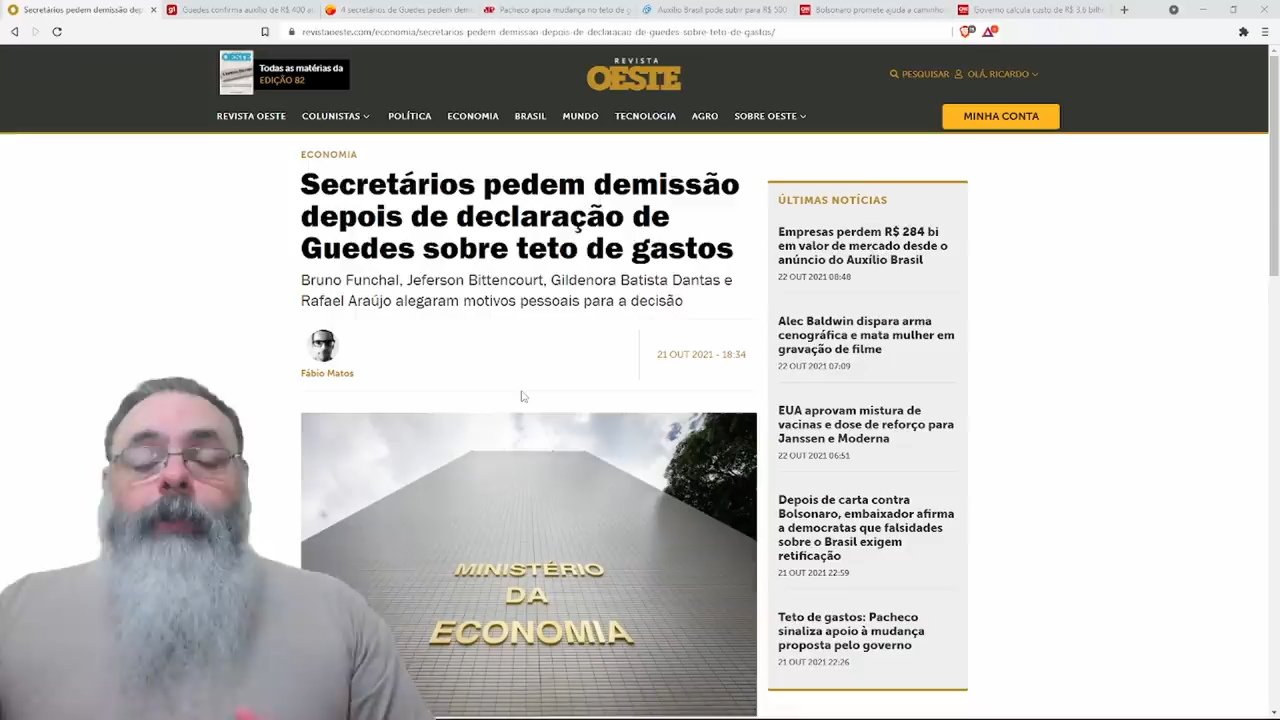 Secretários pedem demissão dep
Guedes confirma auxílio de R$ 400 a
4 secretários de Guedes pedem dem
Pacheco apoia mudança no teto de g
Auxílio Brasil pode subir para R$ 500
Bolsonaro promete ajuda a caminho
Governo calcula custo de R$ 3,6 bilh
revistaoeste.com/economia/secretarios-pedem-demissao-depois-de-declaracao-de-guedes-sobre-teto-de-gastos/
OESTE
Todas as matérias da
EDIÇÃO 82
REVISTA
OESTE
PESQUISAR
OLÁ, RICARDO
REVISTA OESTE
COLUNISTAS
POLÍTICA
ECONOMIA
BRASIL
MUNDO
TECNOLOGIA
AGRO
SOBRE OESTE
MINHA CONTA
ECONOMIA
Secretários pedem demissão
depois de declaração de
Guedes sobre teto de gastos
Bruno Funchal, Jeferson Bittencourt, Gildenora Batista Dantas e
Rafael Araújo alegaram motivos pessoais para a decisão
Fábio Matos
21 OUT 2021 - 18:34
MINISTÉRIO
DA
ECONOMIA
ÚLTIMAS NOTÍCIAS
Empresas perdem R$ 284 bi
em valor de mercado desde o
anúncio do Auxílio Brasil
22 OUT 2021 08:48
Alec Baldwin dispara arma
cenográfica e mata mulher em
gravação de filme
22 OUT 2021 07:09
EUA aprovam mistura de
vacinas e dose de reforço para
Janssen e Moderna
22 OUT 2021 06:51
Depois de carta contra
Bolsonaro, embaixador afirma
a democratas que falsidades
sobre o Brasil exigem
retificação
21 OUT 2021 22:59
Teto de gastos: Pacheco
sinaliza apoio à mudança
proposta pelo governo
21 OUT 2021 22:26